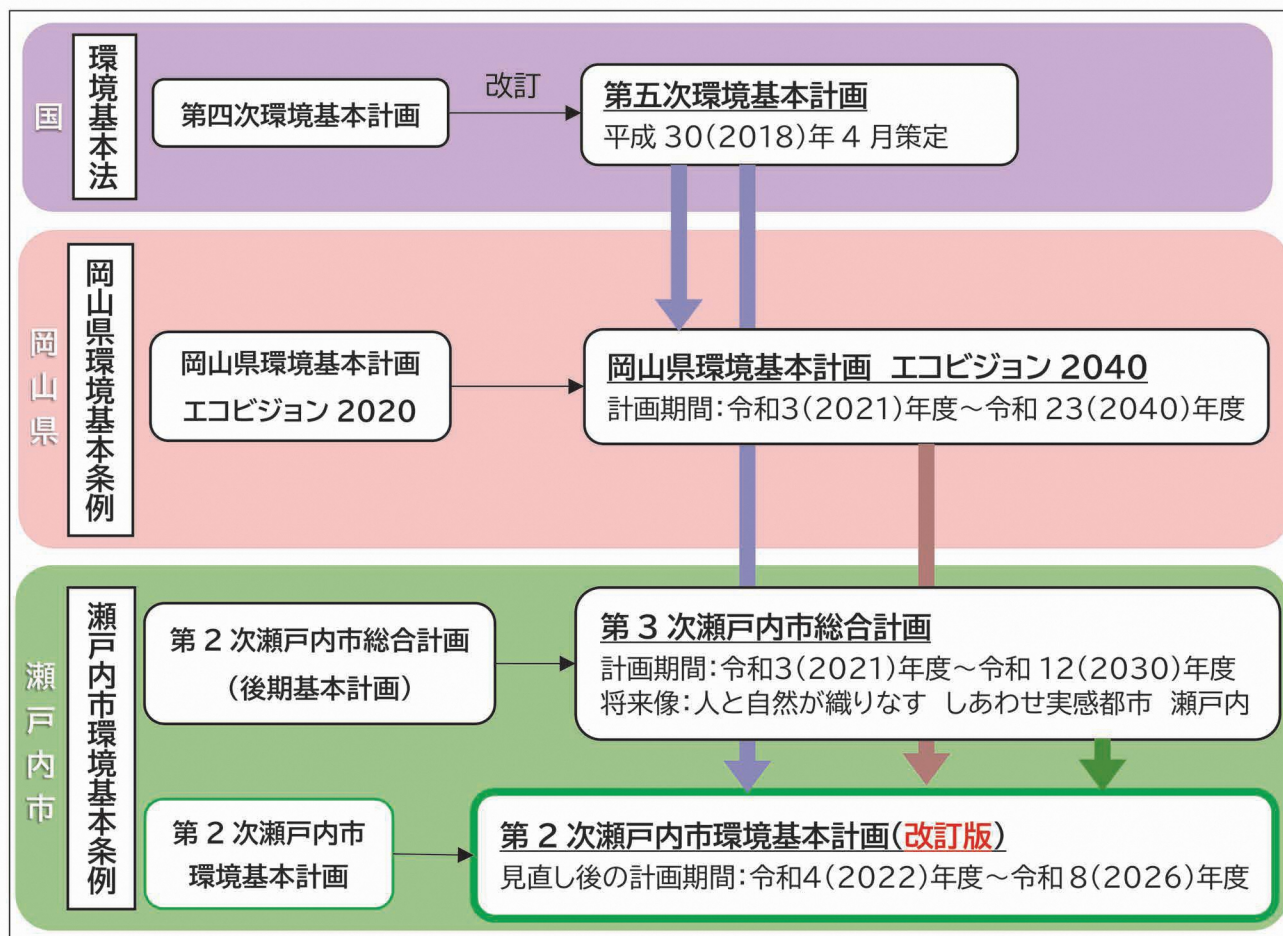 国
環境基本法
第四次環境基本計画
改訂
第五次環境基本計画
平成 30(2018)年 4 月策定
岡山県
岡山県環境基本条例
岡山県環境基本計画
エコビジョン 2020
岡山県環境基本計画 エコビジョン 2040
計画期間:令和3(2021)年度~令和 23(2040)年度
瀬戸内市
瀬戸内市環境基本条例
第 2 次瀬戸内市総合計画
(後期基本計画)
第 3 次瀬戸内市総合計画
計画期間:令和3(2021)年度~令和 12(2030)年度
将来像:人と自然が織りなす しあわせ実感都市 瀬戸内
第 2 次瀬戸内市
環境基本計画
第 2 次瀬戸内市環境基本計画(改訂版)
見直し後の計画期間:令和4(2022)年度~令和 8(2026)年度